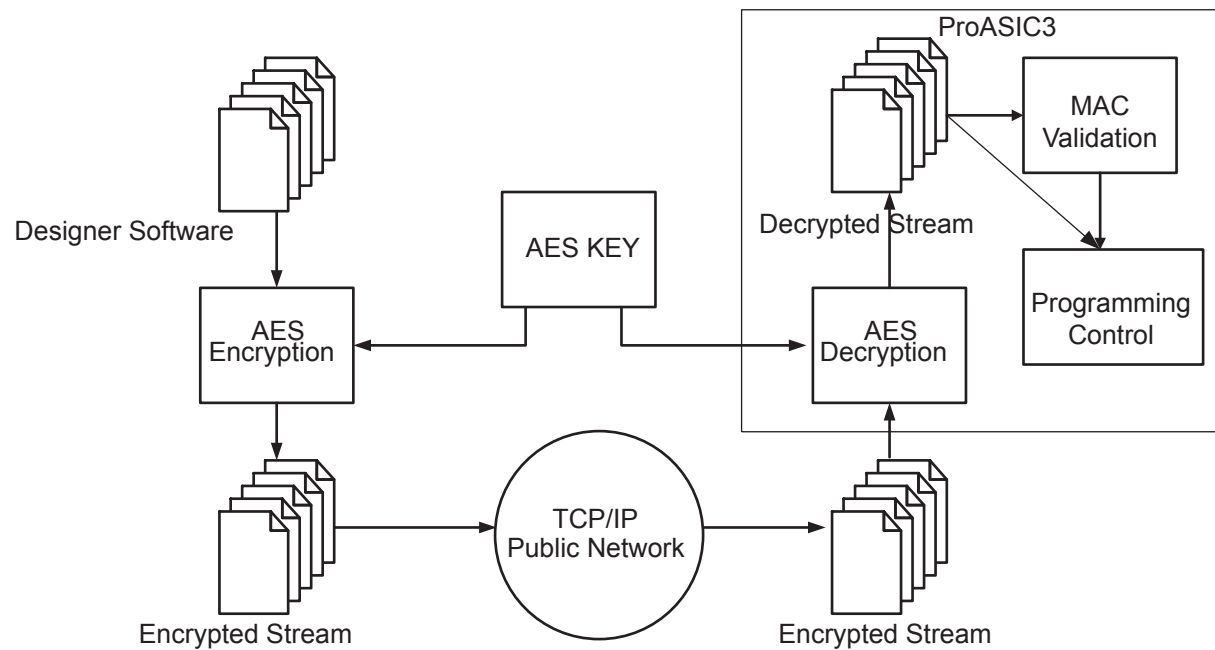 ProASIC3
MAC
Validation
Designer Software
AES KEY
Decrypted Stream
AES
Encryption
AES
Decryption
Programming
Control
TCP/IP
Public Network
Encrypted Stream
Encrypted Stream